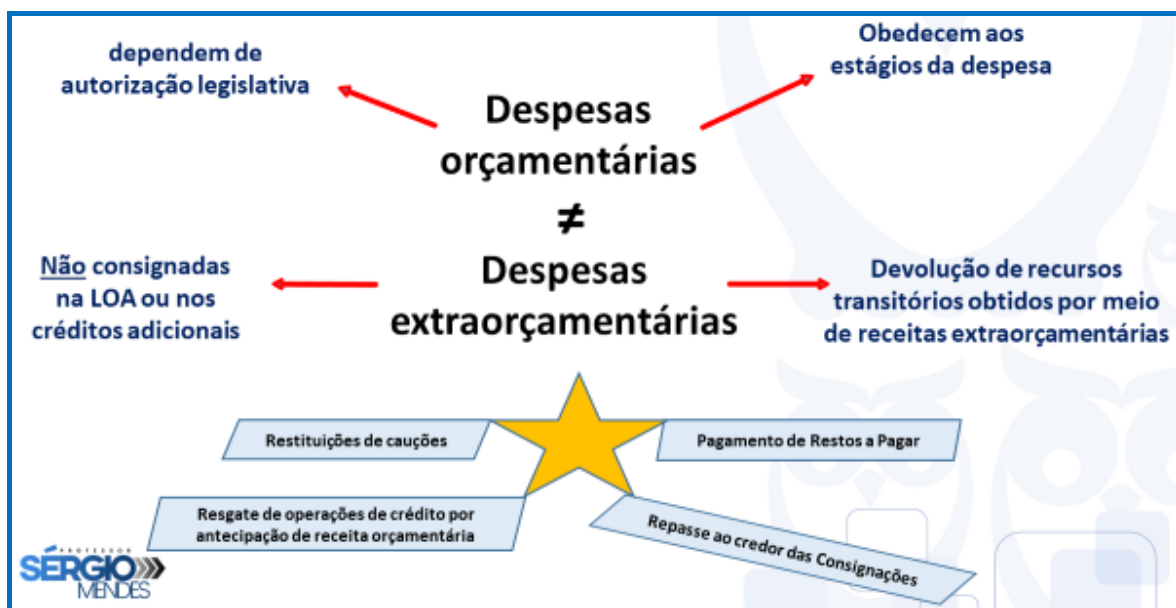 dependem de
autorização legislativa
Obedecem aos
estágios da despesa
Despesas
orçamentárias
≠
Despesas
extraorçamentárias
Não consignadas
na LOA ou nos
créditos adicionais
Devolução de recursos
transitórios obtidos por meio
de receitas extraorçamentárias
Restituições de cauções
Pagamento de Restos a Pagar
Resgate de operações de crédito por
antecipação de receita orçamentária
Repasse ao credor das Consignações
PROFESSOR
SÉRGIO
MENDES